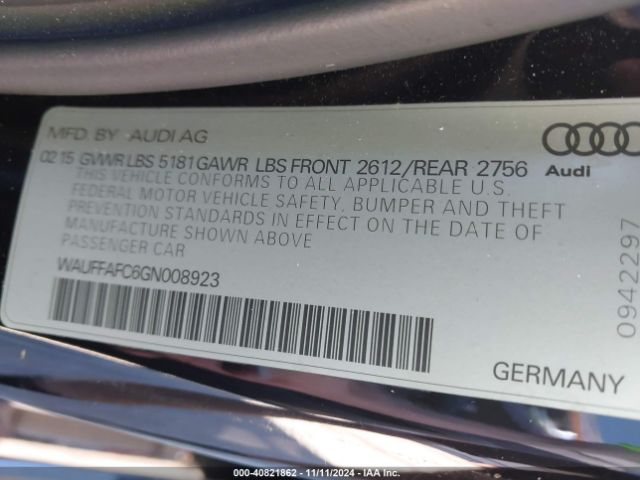 MFD. BY AUDI AG
02 15 GVWR LBS 5181 GAWR LBS FRONT 2612/REAR 2756
THIS VEHICLE CONFORMS TO ALL APPLICABLE U.S.
FEDERAL MOTOR VEHICLE SAFETY, BUMPER AND THEFT
PREVENTION STANDARDS IN EFFECT ON THE DATE OF
MANUFACTURE SHOWN ABOVE
PASSENGER CAR
WAUFFAFC6GN008923
Audi
0942297
GERMANY
000-40821862 - 11/11/2024 - IAA Inc.